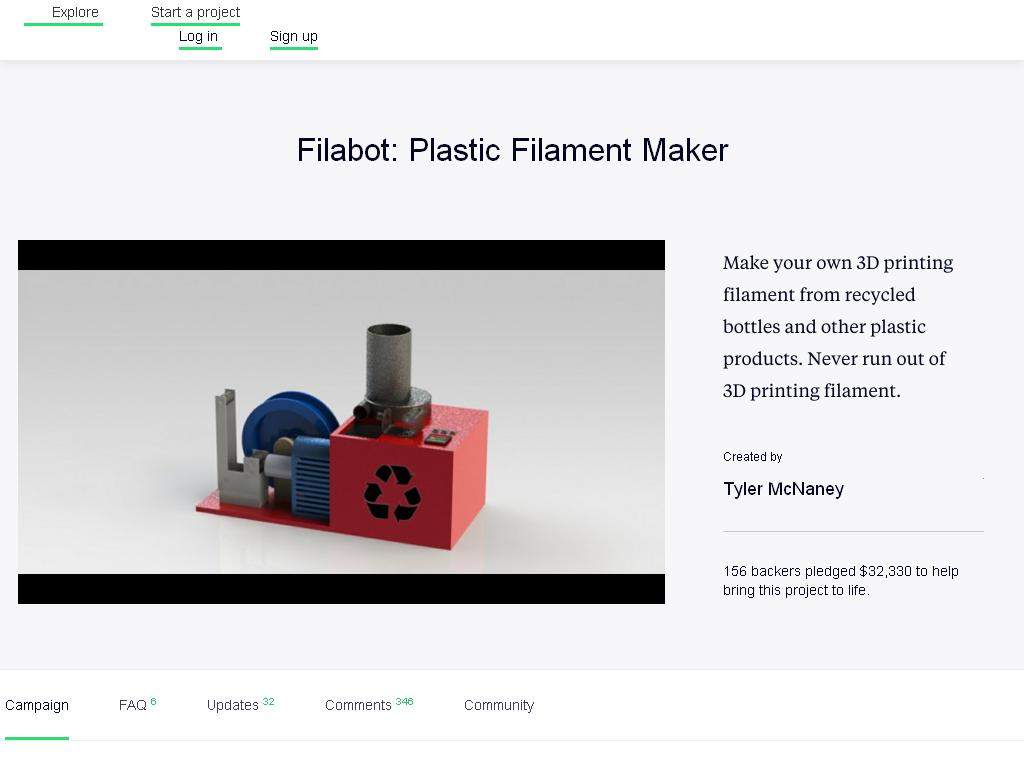 Explore
Start a project
Log in
Sign up
Filabot: Plastic Filament Maker
Make your own 3D printing
filament from recycled
bottles and other plastic
products. Never run out of
3D printing filament.
Created by
Tyler McNaney
156 backers pledged $32,330 to help
bring this project to life.
Campaign
FAQ 6
Updates 32
Comments 346
Community